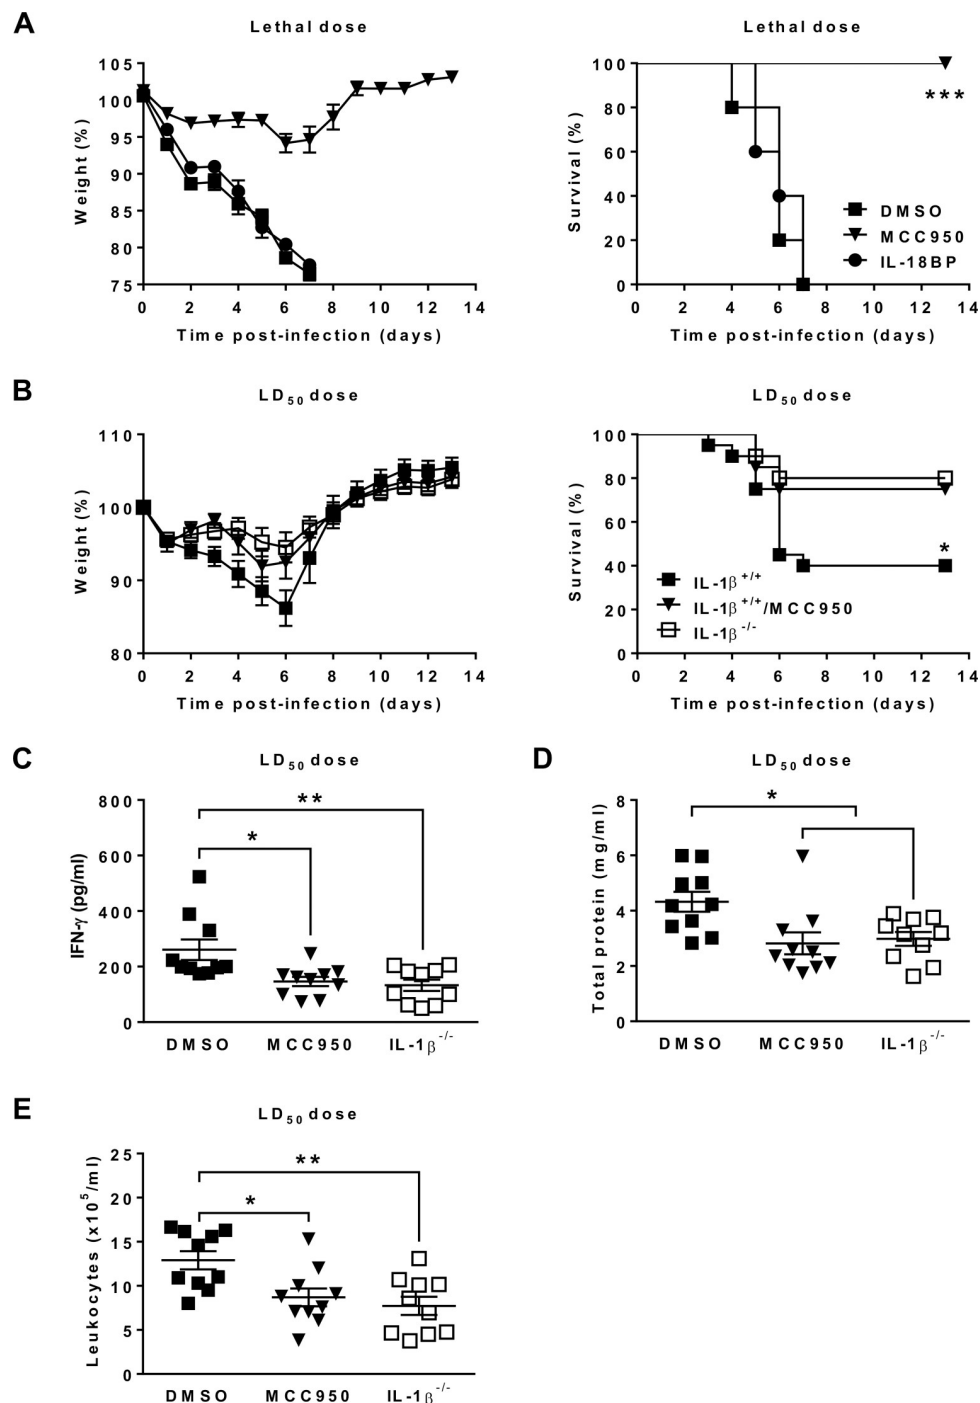 A
Lethal dose
Lethal dose
105
100
95
90
85
80
75
Weight (%)
0 2 4 6 8 10 12 14
Time post-infection (days)
100
80
60
40
20
0
Survival (%)
***
DMSO
MCC950
IL-18BP
0 2 4 6 8 10 12 14
Time post-infection (days)
B
LD50 dose
LD50 dose
110
100
90
80
Weight (%)
0 2 4 6 8 10 12 14
Time post-infection (days)
100
80
60
40
20
0
Survival (%)
*
IL-1β+/+
IL-1β+/+/MCC950
IL-1β-/-
0 2 4 6 8 10 12 14
Time post-infection (days)
C
LD50 dose
800
600
400
200
0
IFN-γ (pg/ml)
**
*
DMSO MCC950 IL-1β-/-
D
LD50 dose
8
6
4
2
0
Total protein (mg/ml)
*
DMSO MCC950 IL-1β-/-
E
LD50 dose
25
20
15
10
5
0
Leukocytes (x10^5/ml)
**
*
DMSO MCC950 IL-1β-/-